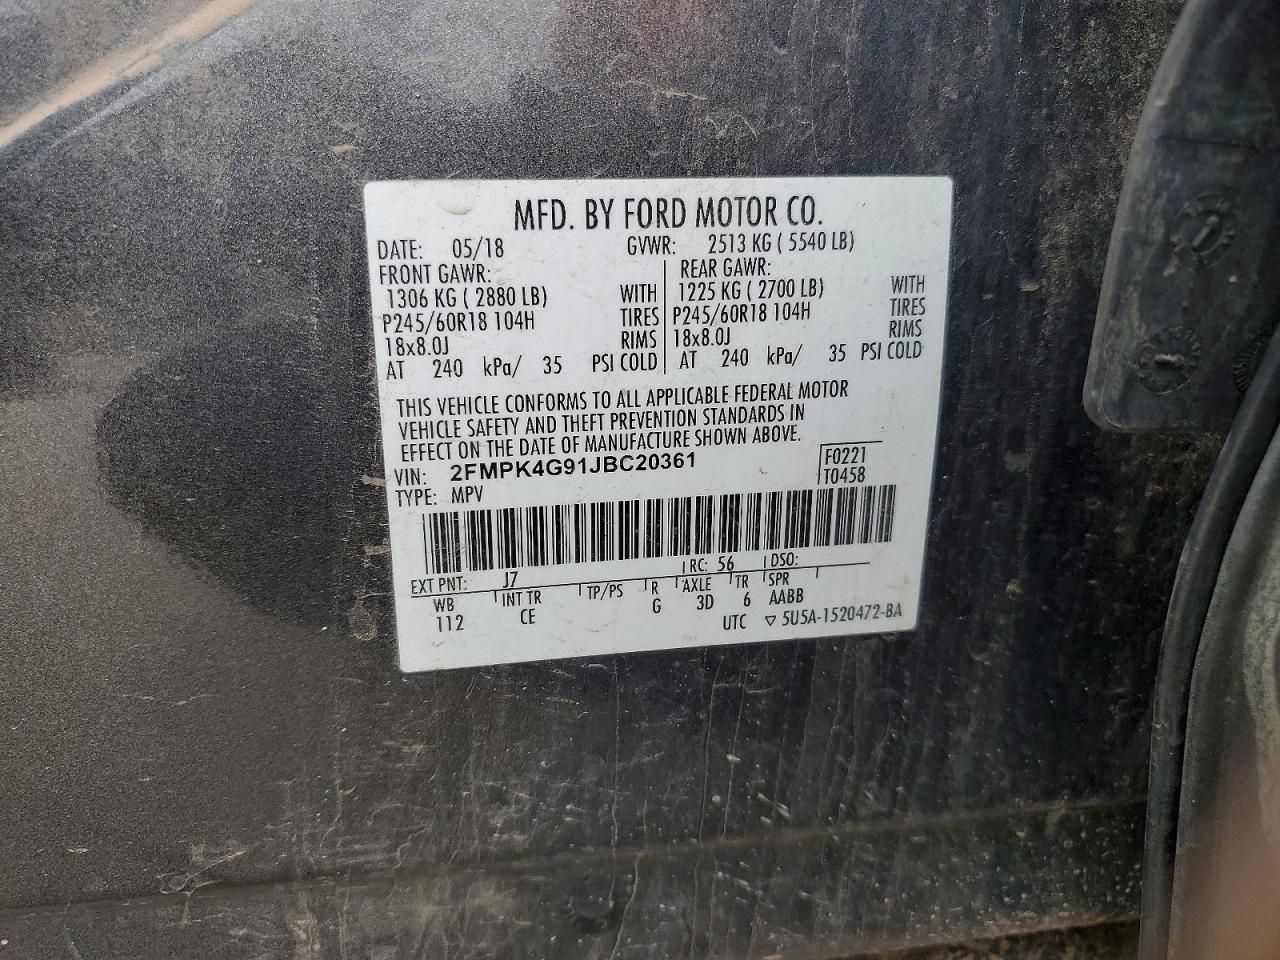 MFD. BY FORD MOTOR CO.
DATE: 05/18 GVWR: 2513 KG ( 5540 LB)
FRONT GAWR: REAR GAWR:
1306 KG ( 2880 LB) WITH 1225 KG ( 2700 LB) WITH
P245/60R18 104H TIRES P245/60R18 104H TIRES
18x8.0J RIMS 18x8.0J RIMS
AT 240 kPa/ 35 PSI COLD AT 240 kPa/ 35 PSI COLD
THIS VEHICLE CONFORMS TO ALL APPLICABLE FEDERAL MOTOR
VEHICLE SAFETY AND THEFT PREVENTION STANDARDS IN
EFFECT ON THE DATE OF MANUFACTURE SHOWN ABOVE.
VIN: 2FMPK4G91JBC20361 F0221
TYPE: MPV T0458
EXT PNT: J7 RC: 56 DSO:
WB INT TR TP/PS R AXLE TR SPR
112 CE G 3D 6 AABB
UTC ▽ 5U5A-1520472-BA